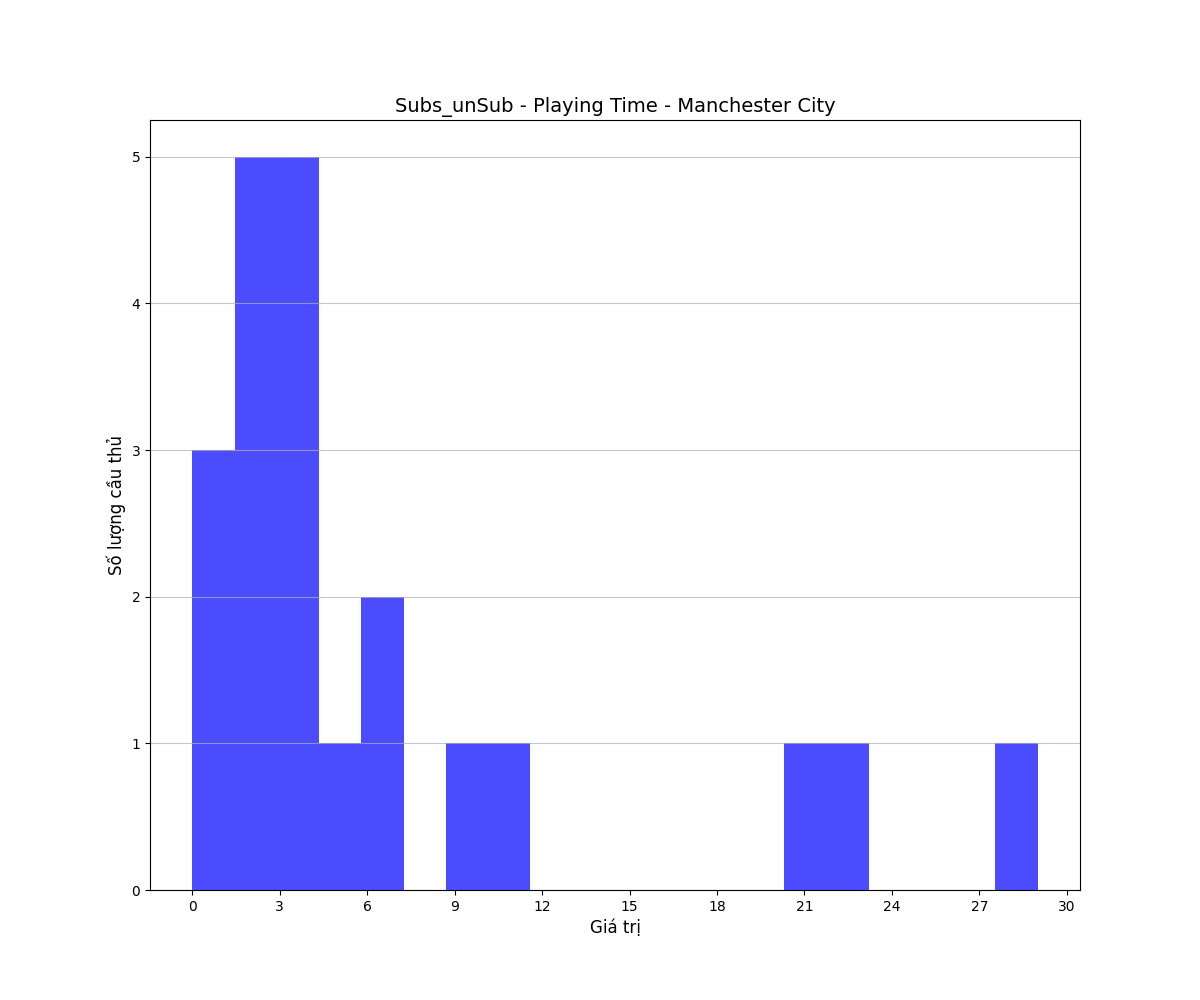 Subs_unSub - Playing Time - Manchester City
5
4
3
2
1
0
Số lượng cầu thủ
0 3 6 9 12 15 18 21 24 27 30
Giá trị